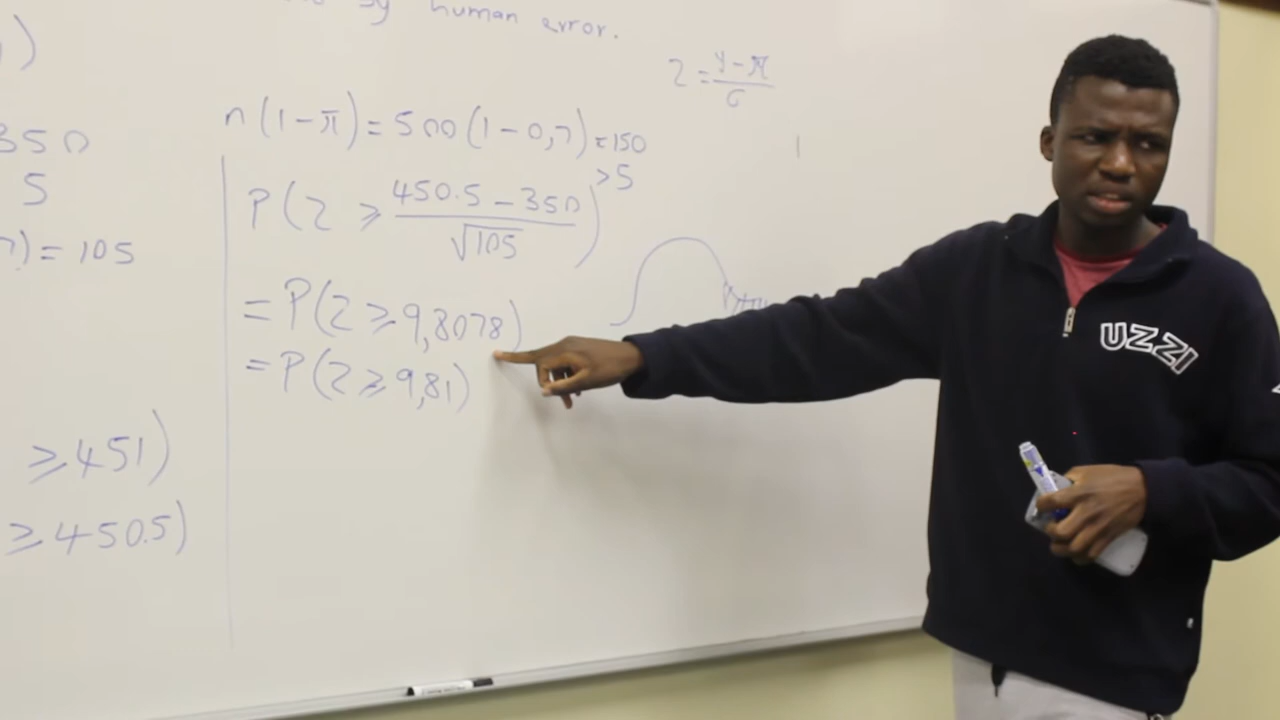 by human error.
)
350
5
) = 105
≥ 451)
≥ 450.5)
n(1-π) = 500(1-0,7) = 150
>5
P(Z ≥ (450.5 - 350)/√105)
= P(Z ≥ 9,8078)
= P(Z ≥ 9,81)
Z = (y - π)/σ
UZZI